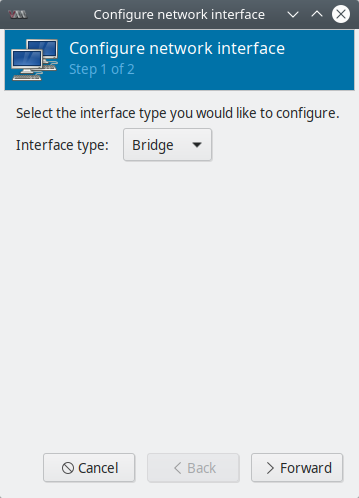 Configure network interface
Configure network interface
Step 1 of 2
Select the interface type you would like to configure.
Interface type: Bridge
Cancel Back Forward